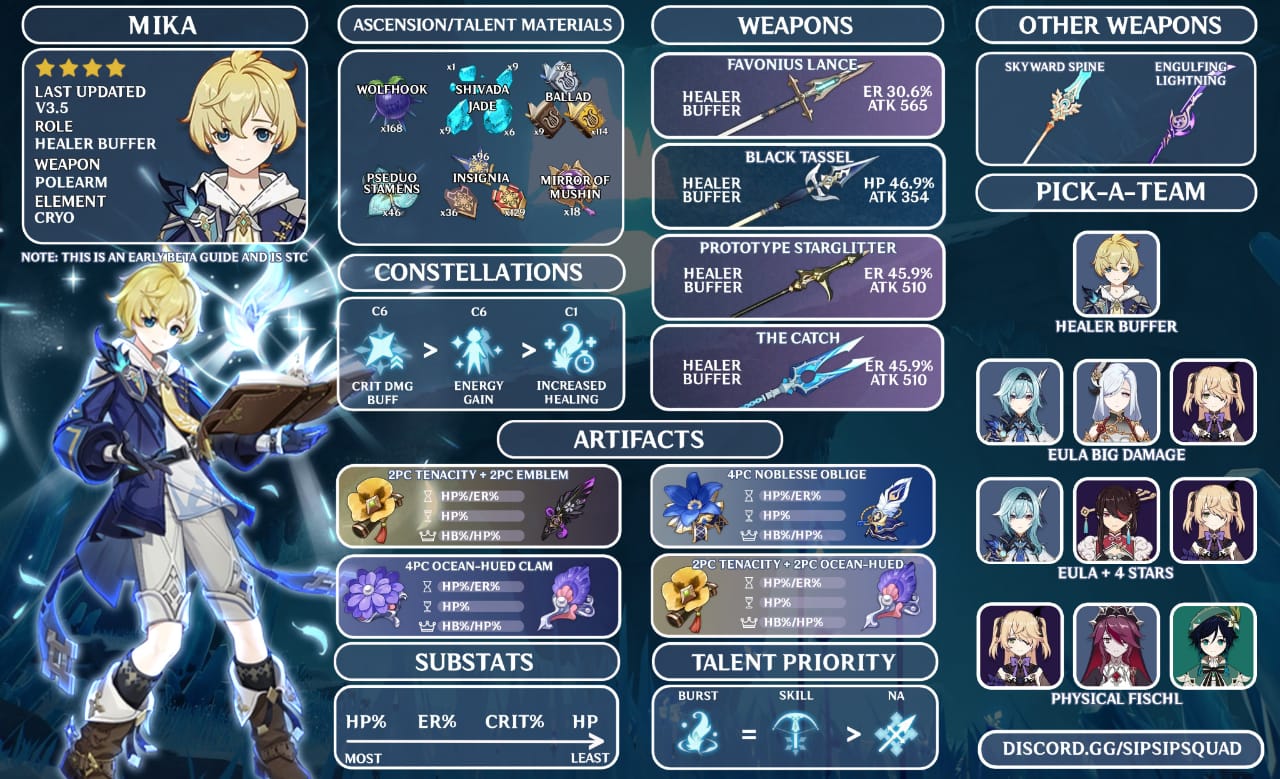 MIKA
LAST UPDATED
V3.5
ROLE
HEALER BUFFER
WEAPON
POLEARM
ELEMENT
CRYO
NOTE: THIS IS AN EARLY BETA GUIDE AND IS STC
ASCENSION/TALENT MATERIALS
WOLFHOOK
x168
x1
x9
SHIVADA
JADE
x9
x6
x63
BALLAD
x9
x114
PSEDUO
STAMENS
x46
x96
INSIGNIA
x36
x129
MIRROR OF
MUSHIN
x18
CONSTELLATIONS
C6
C6
C1
>
>
CRIT DMG
BUFF
ENERGY
GAIN
INCREASED
HEALING
WEAPONS
FAVONIUS LANCE
HEALER
BUFFER
ER 30.6%
ATK 565
BLACK TASSEL
HEALER
BUFFER
HP 46.9%
ATK 354
PROTOTYPE STARGLITTER
HEALER
BUFFER
ER 45.9%
ATK 510
THE CATCH
HEALER
BUFFER
ER 45.9%
ATK 510
ARTIFACTS
2PC TENACITY + 2PC EMBLEM
HP%/ER%
HP%
HB%/HP%
4PC NOBLESSE OBLIGE
HP%/ER%
HP%
HB%/HP%
4PC OCEAN-HUED CLAM
HP%/ER%
HP%
HB%/HP%
2PC TENACITY + 2PC OCEAN-HUED
HP%/ER%
HP%
HB%/HP%
SUBSTATS
HP% ER% CRIT% HP
MOST LEAST
TALENT PRIORITY
BURST SKILL NA
= >
OTHER WEAPONS
SKYWARD SPINE
ENGULFING
LIGHTNING
PICK-A-TEAM
HEALER BUFFER
EULA BIG DAMAGE
EULA + 4 STARS
PHYSICAL FISCHL
DISCORD.GG/SIPSIPSQUAD